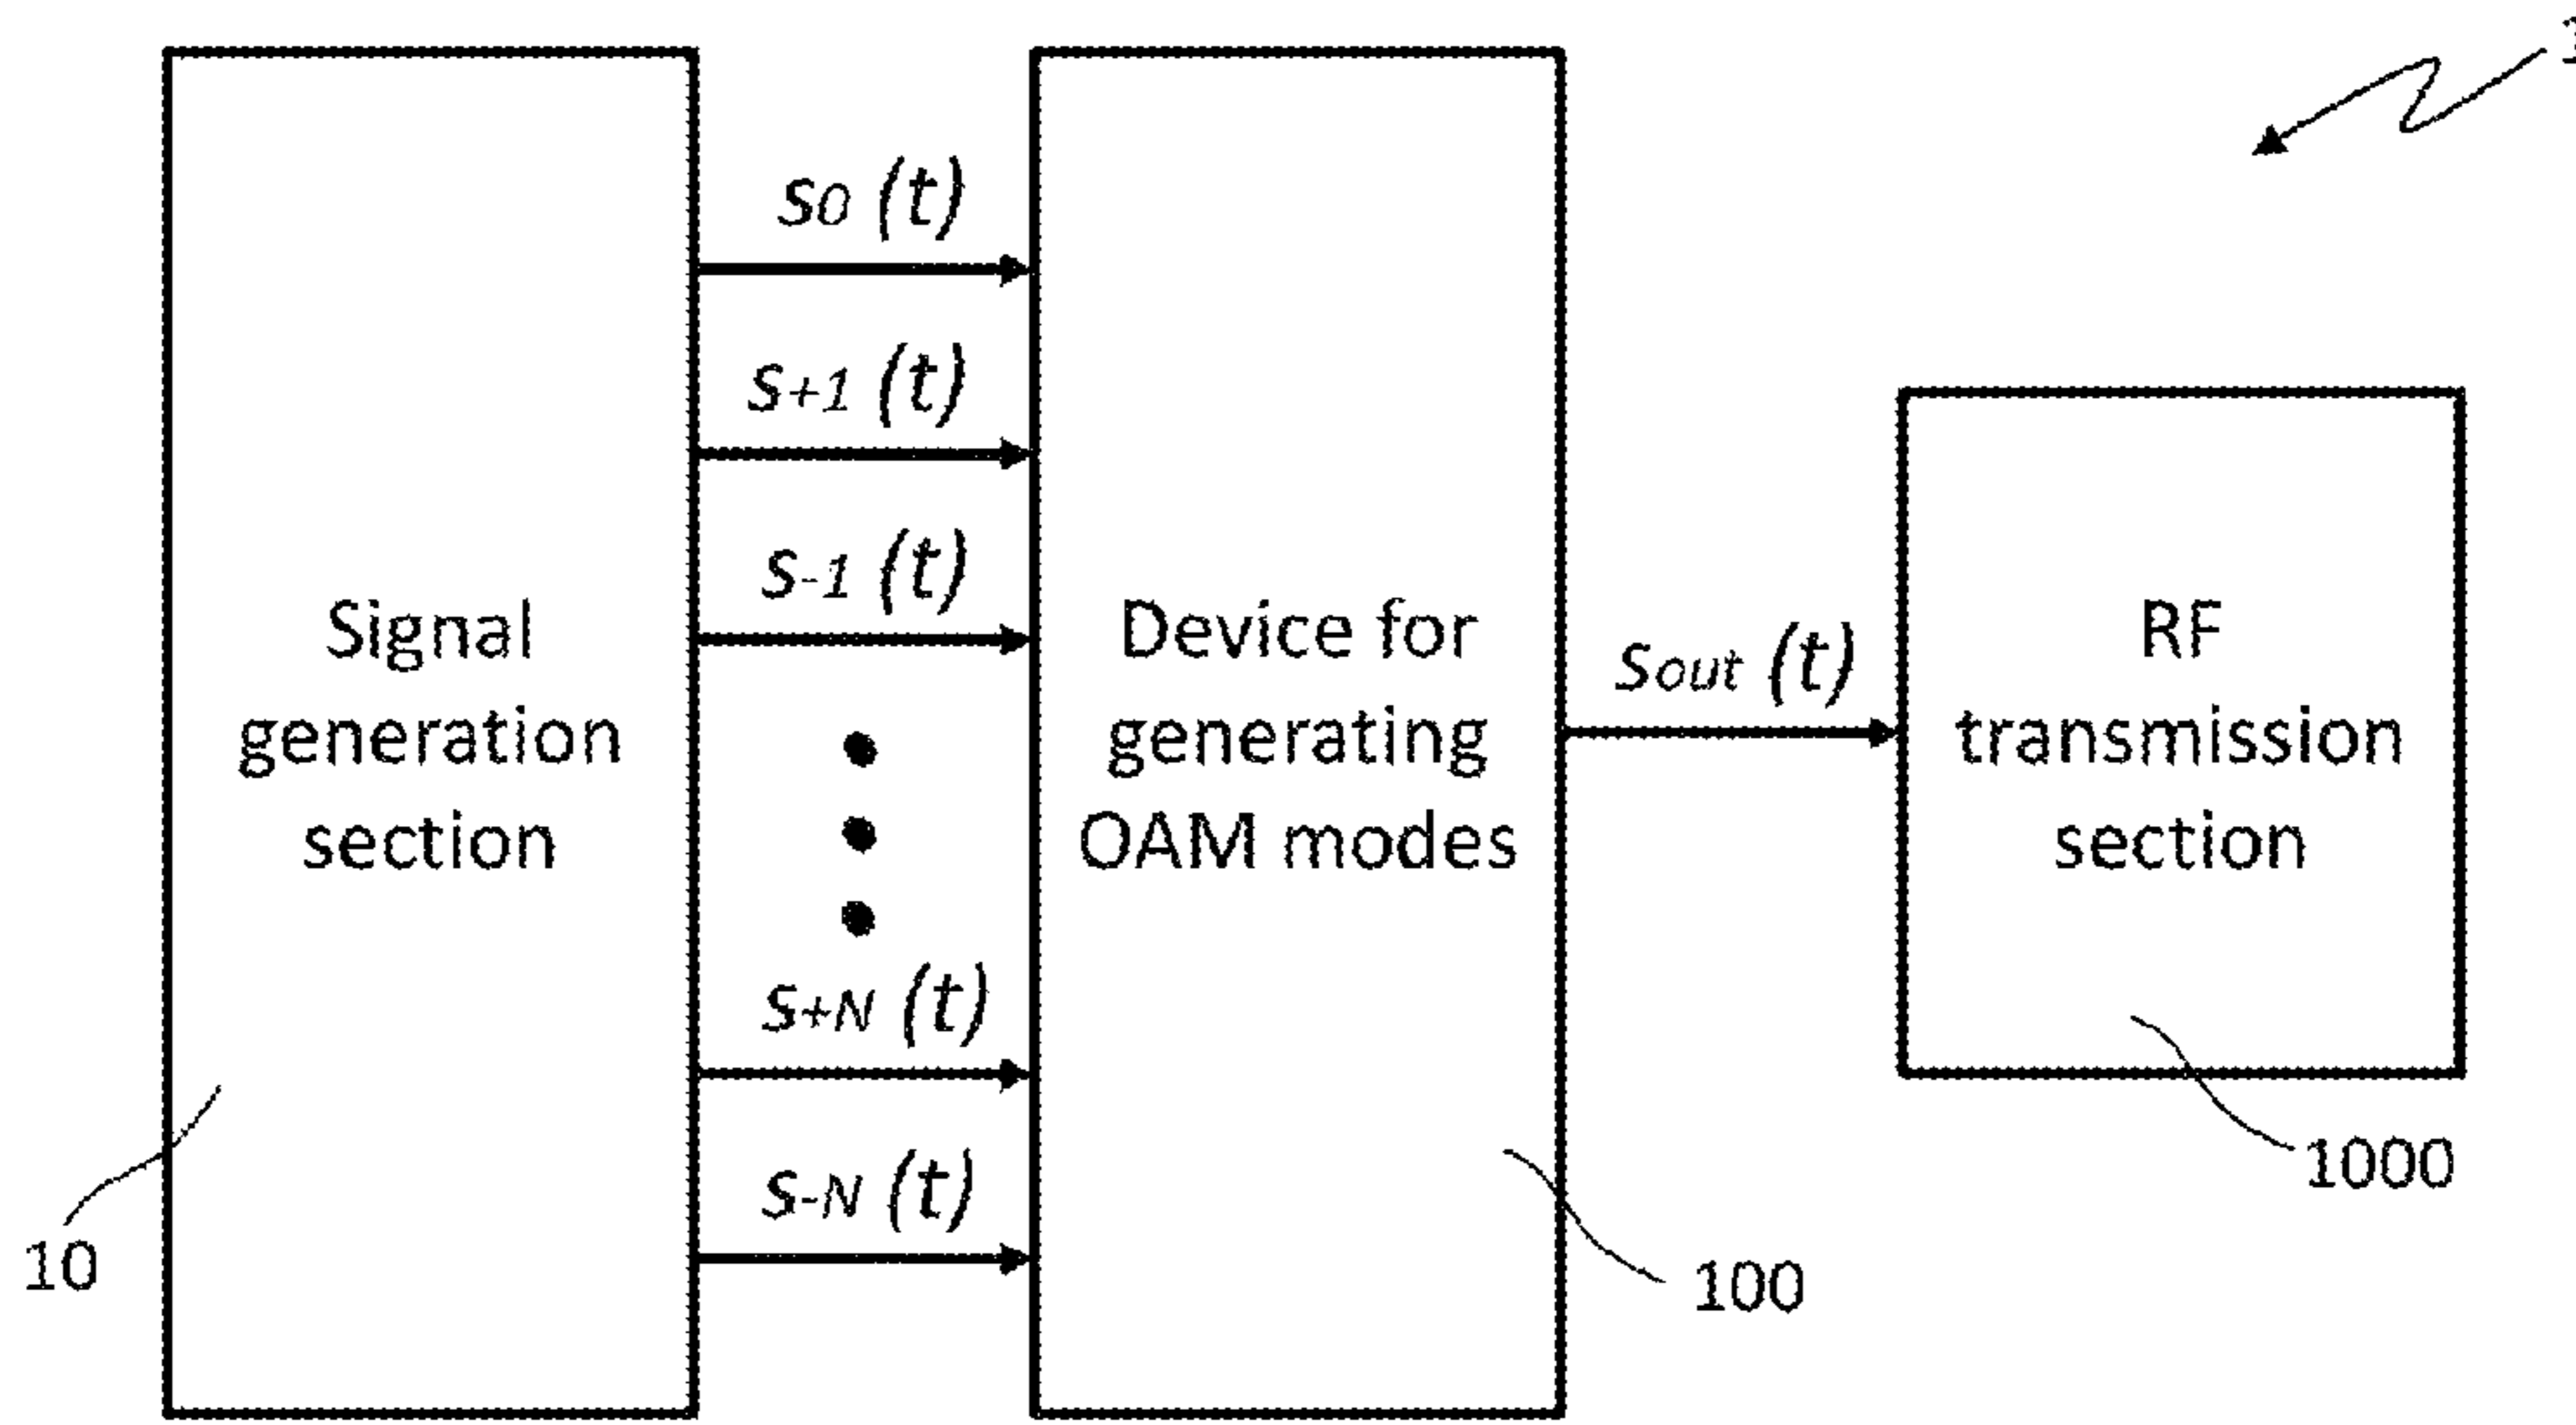 s0 (t)
s+1 (t)
s-1 (t)
s+N (t)
s-N (t)
Signal
generation
section
10
Device for
generating
OAM modes
100
sout (t)
RF
transmission
section
1000